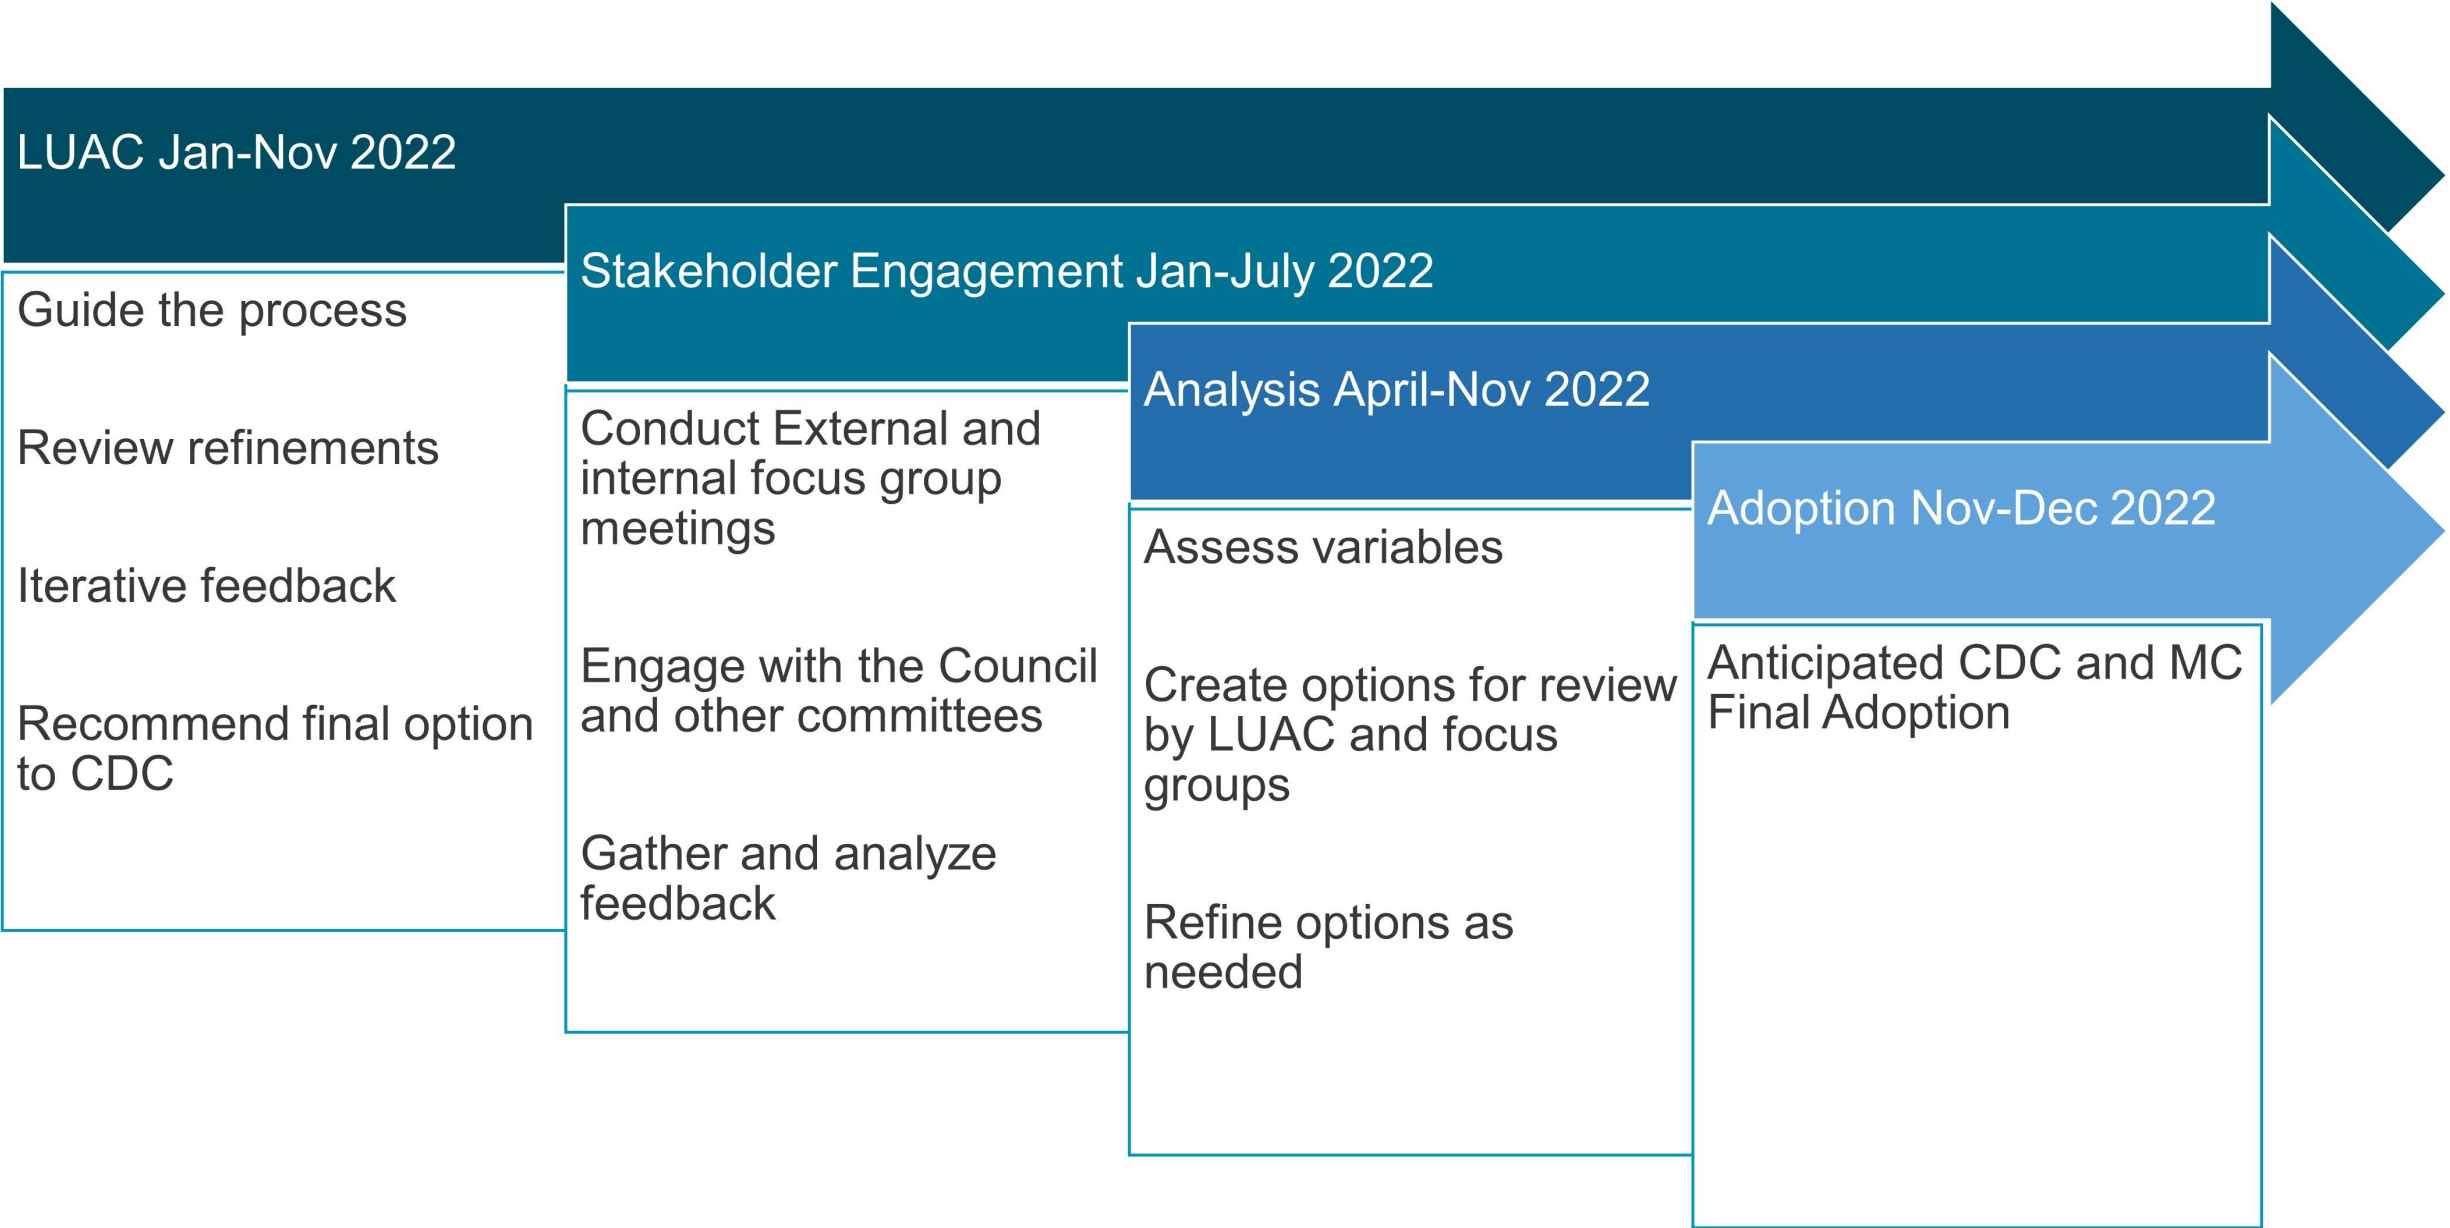 LUAC Jan-Nov 2022
Guide the process
Review refinements
Iterative feedback
Recommend final option
to CDC
Stakeholder Engagement Jan-July 2022
Conduct External and
internal focus group
meetings
Engage with the Council
and other committees
Gather and analyze
feedback
Analysis April-Nov 2022
Assess variables
Create options for review
by LUAC and focus
groups
Refine options as
needed
Adoption Nov-Dec 2022
Anticipated CDC and MC
Final Adoption